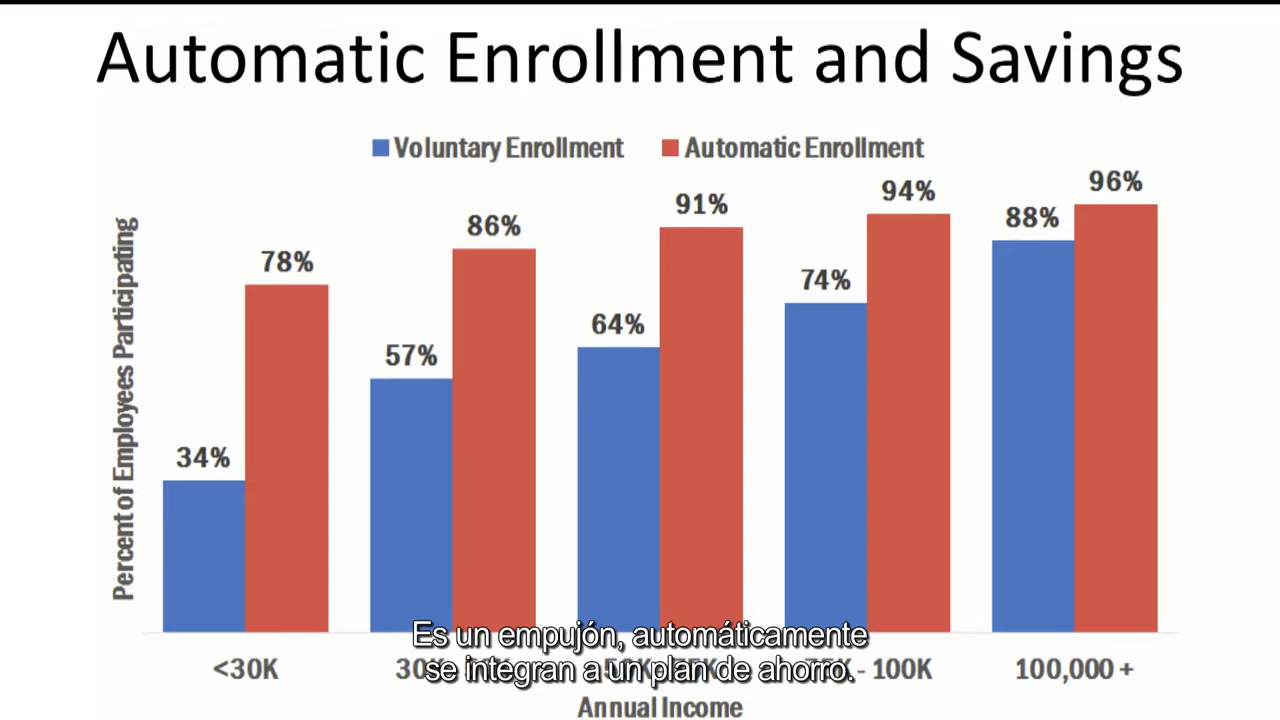 Automatic Enrollment and Savings
Voluntary Enrollment Automatic Enrollment
Percent of Employees Participating
34% 78% 57% 86% 64% 91% 74% 94% 88% 96%
Es un empujón, automáticamente
se integran a un plan de ahorro.
<30K - 100K 100,000 +
Annual Income